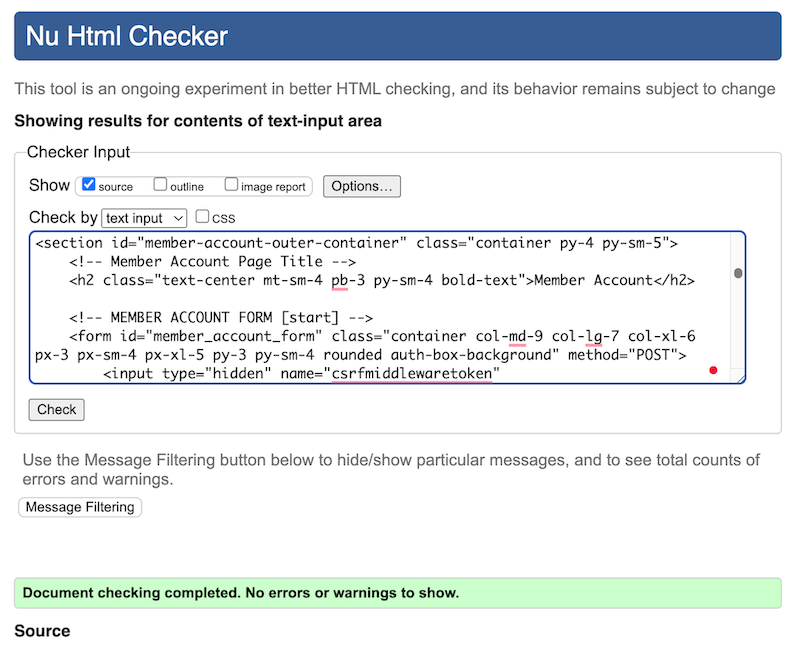 Nu Html Checker
This tool is an ongoing experiment in better HTML checking, and its behavior remains subject to change
Showing results for contents of text-input area
Checker Input
Show source outline image report Options...
Check by text input css
<section id="member-account-outer-container" class="container py-4 py-sm-5">
<!-- Member Account Page Title -->
<h2 class="text-center mt-sm-4 pb-3 py-sm-4 bold-text">Member Account</h2>
<!-- MEMBER ACCOUNT FORM [start] -->
<form id="member_account_form" class="container col-md-9 col-lg-7 col-xl-6
px-3 px-sm-4 px-xl-5 py-3 py-sm-4 rounded auth-box-background" method="POST">
<input type="hidden" name="csrfmiddlewaretoken"
Check
Use the Message Filtering button below to hide/show particular messages, and to see total counts of
errors and warnings.
Message Filtering
Document checking completed. No errors or warnings to show.
Source